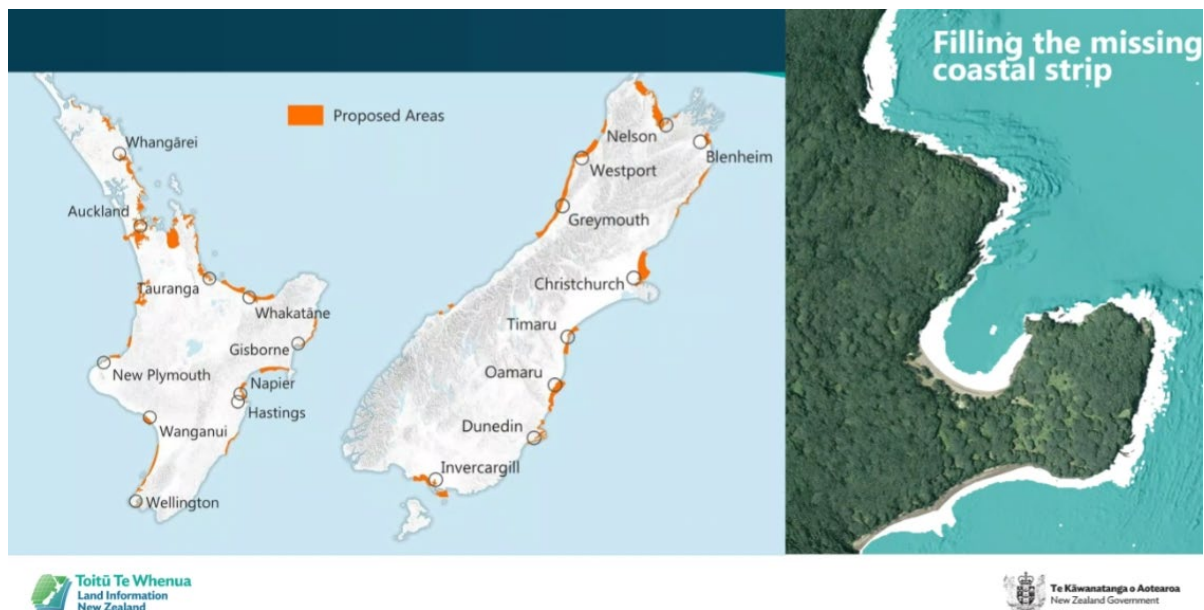 Filling the missing
coastal strip
Proposed Areas
Whangārei
Auckland
Tauranga
Whakatāne
Gisborne
New Plymouth
Napier
Hastings
Wanganui
Wellington
Nelson
Blenheim
Westport
Greymouth
Christchurch
Timaru
Oamaru
Dunedin
Invercargill
Toitū Te Whenua
Land Information
New Zealand
Te Kāwanatanga o Aotearoa
New Zealand Government